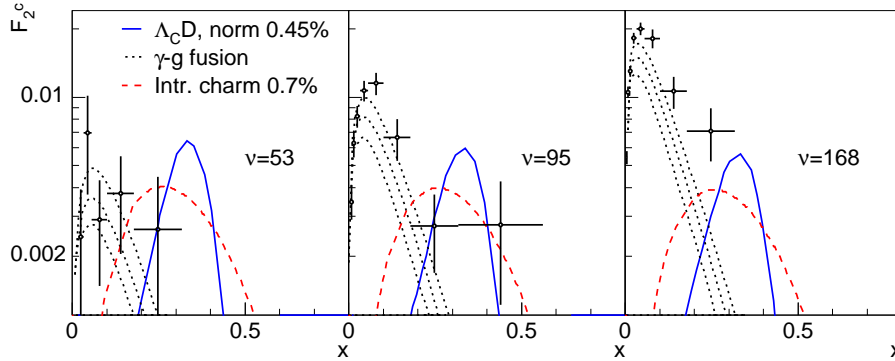 F₂ᶜ
0.01
0.002
Λ_CD, norm 0.45%
γ-g fusion
Intr. charm 0.7%
ν=53
ν=95
ν=168
0 0.5 0 0.5 0 0.5
x x x